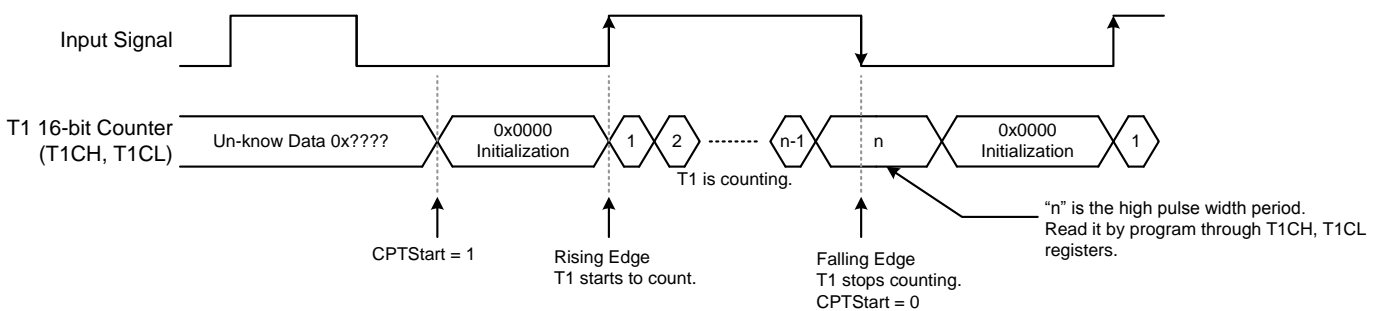 Input Signal
T1 16-bit Counter
(T1CH, T1CL)
Un-know Data 0x????
0x0000
Initialization
1
2
n-1
n
0x0000
Initialization
1
T1 is counting.
CPTStart = 1
Rising Edge
T1 starts to count.
Falling Edge
T1 stops counting.
CPTStart = 0
“n” is the high pulse width period.
Read it by program through T1CH, T1CL
registers.